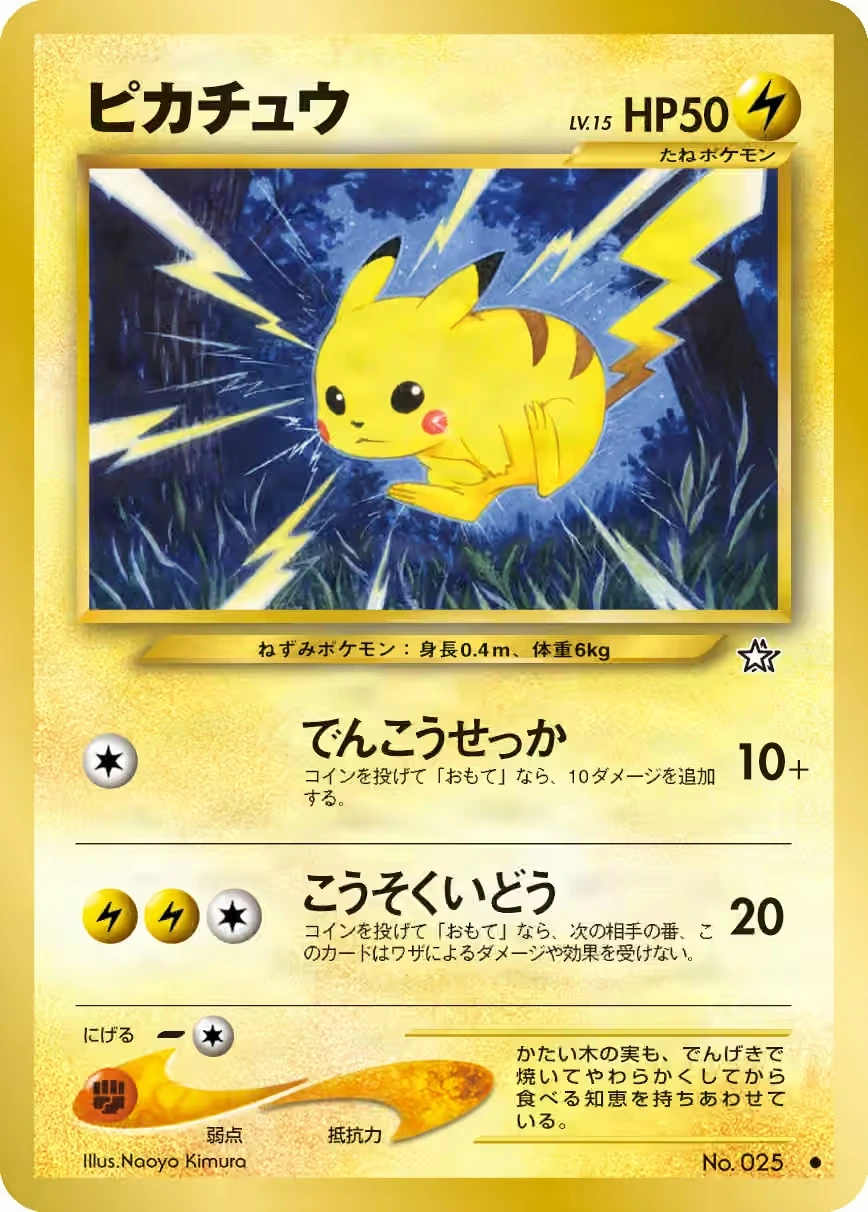 ピカチュウ
LV.15 HP50
たねポケモン
ねずみポケモン：身長0.4m、体重6kg
でんこうせっか
10+
コインを投げて「おもて」なら、10ダメージを追加
する。
こうそくいどう
20
コインを投げて「おもて」なら、次の相手の番、こ
のカードはワザによるダメージや効果を受けない。
にげる
弱点
抵抗力
かたい木の実も、でんげきで
焼いてやわらかくしてから
食べる知恵を持ちあわせて
いる。
Illus.Naoyo Kimura
No. 025